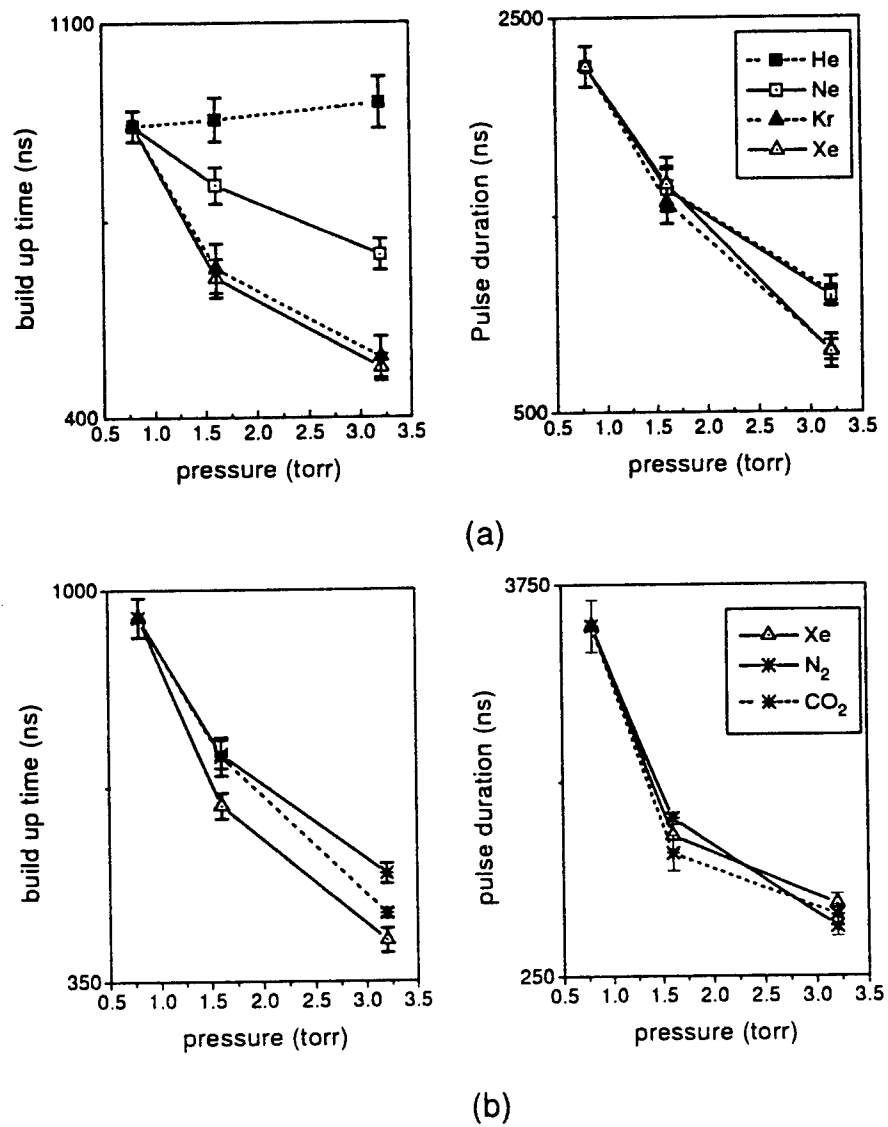 1100
build up time (ns)
400
0.5 1.0 1.5 2.0 2.5 3.0 3.5
pressure (torr)
2500
Pulse duration (ns)
500
0.5 1.0 1.5 2.0 2.5 3.0 3.5
pressure (torr)
He
Ne
Kr
Xe
(a)
1000
build up time (ns)
350
0.5 1.0 1.5 2.0 2.5 3.0 3.5
pressure (torr)
3750
pulse duration (ns)
250
0.5 1.0 1.5 2.0 2.5 3.0 3.5
pressure (torr)
Xe
N₂
CO₂
(b)